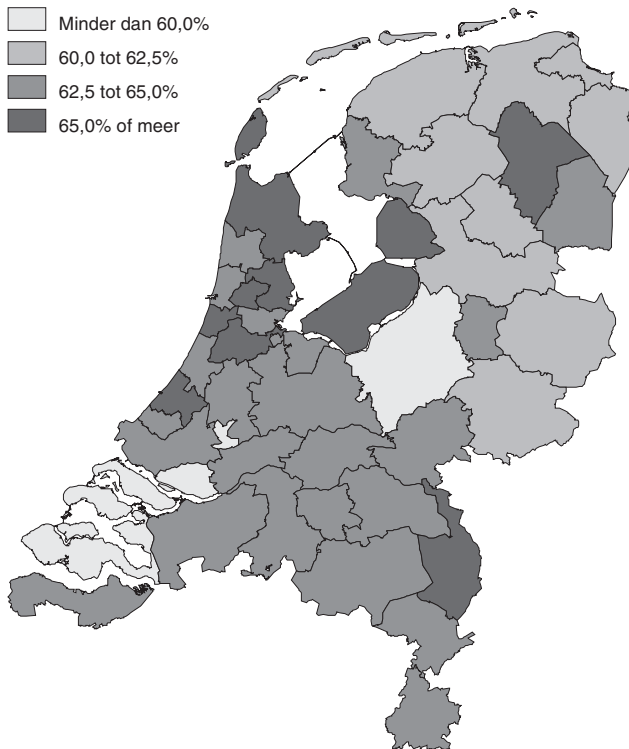 Minder dan 60,0%
60,0 tot 62,5%
62,5 tot 65,0%
65,0% of meer